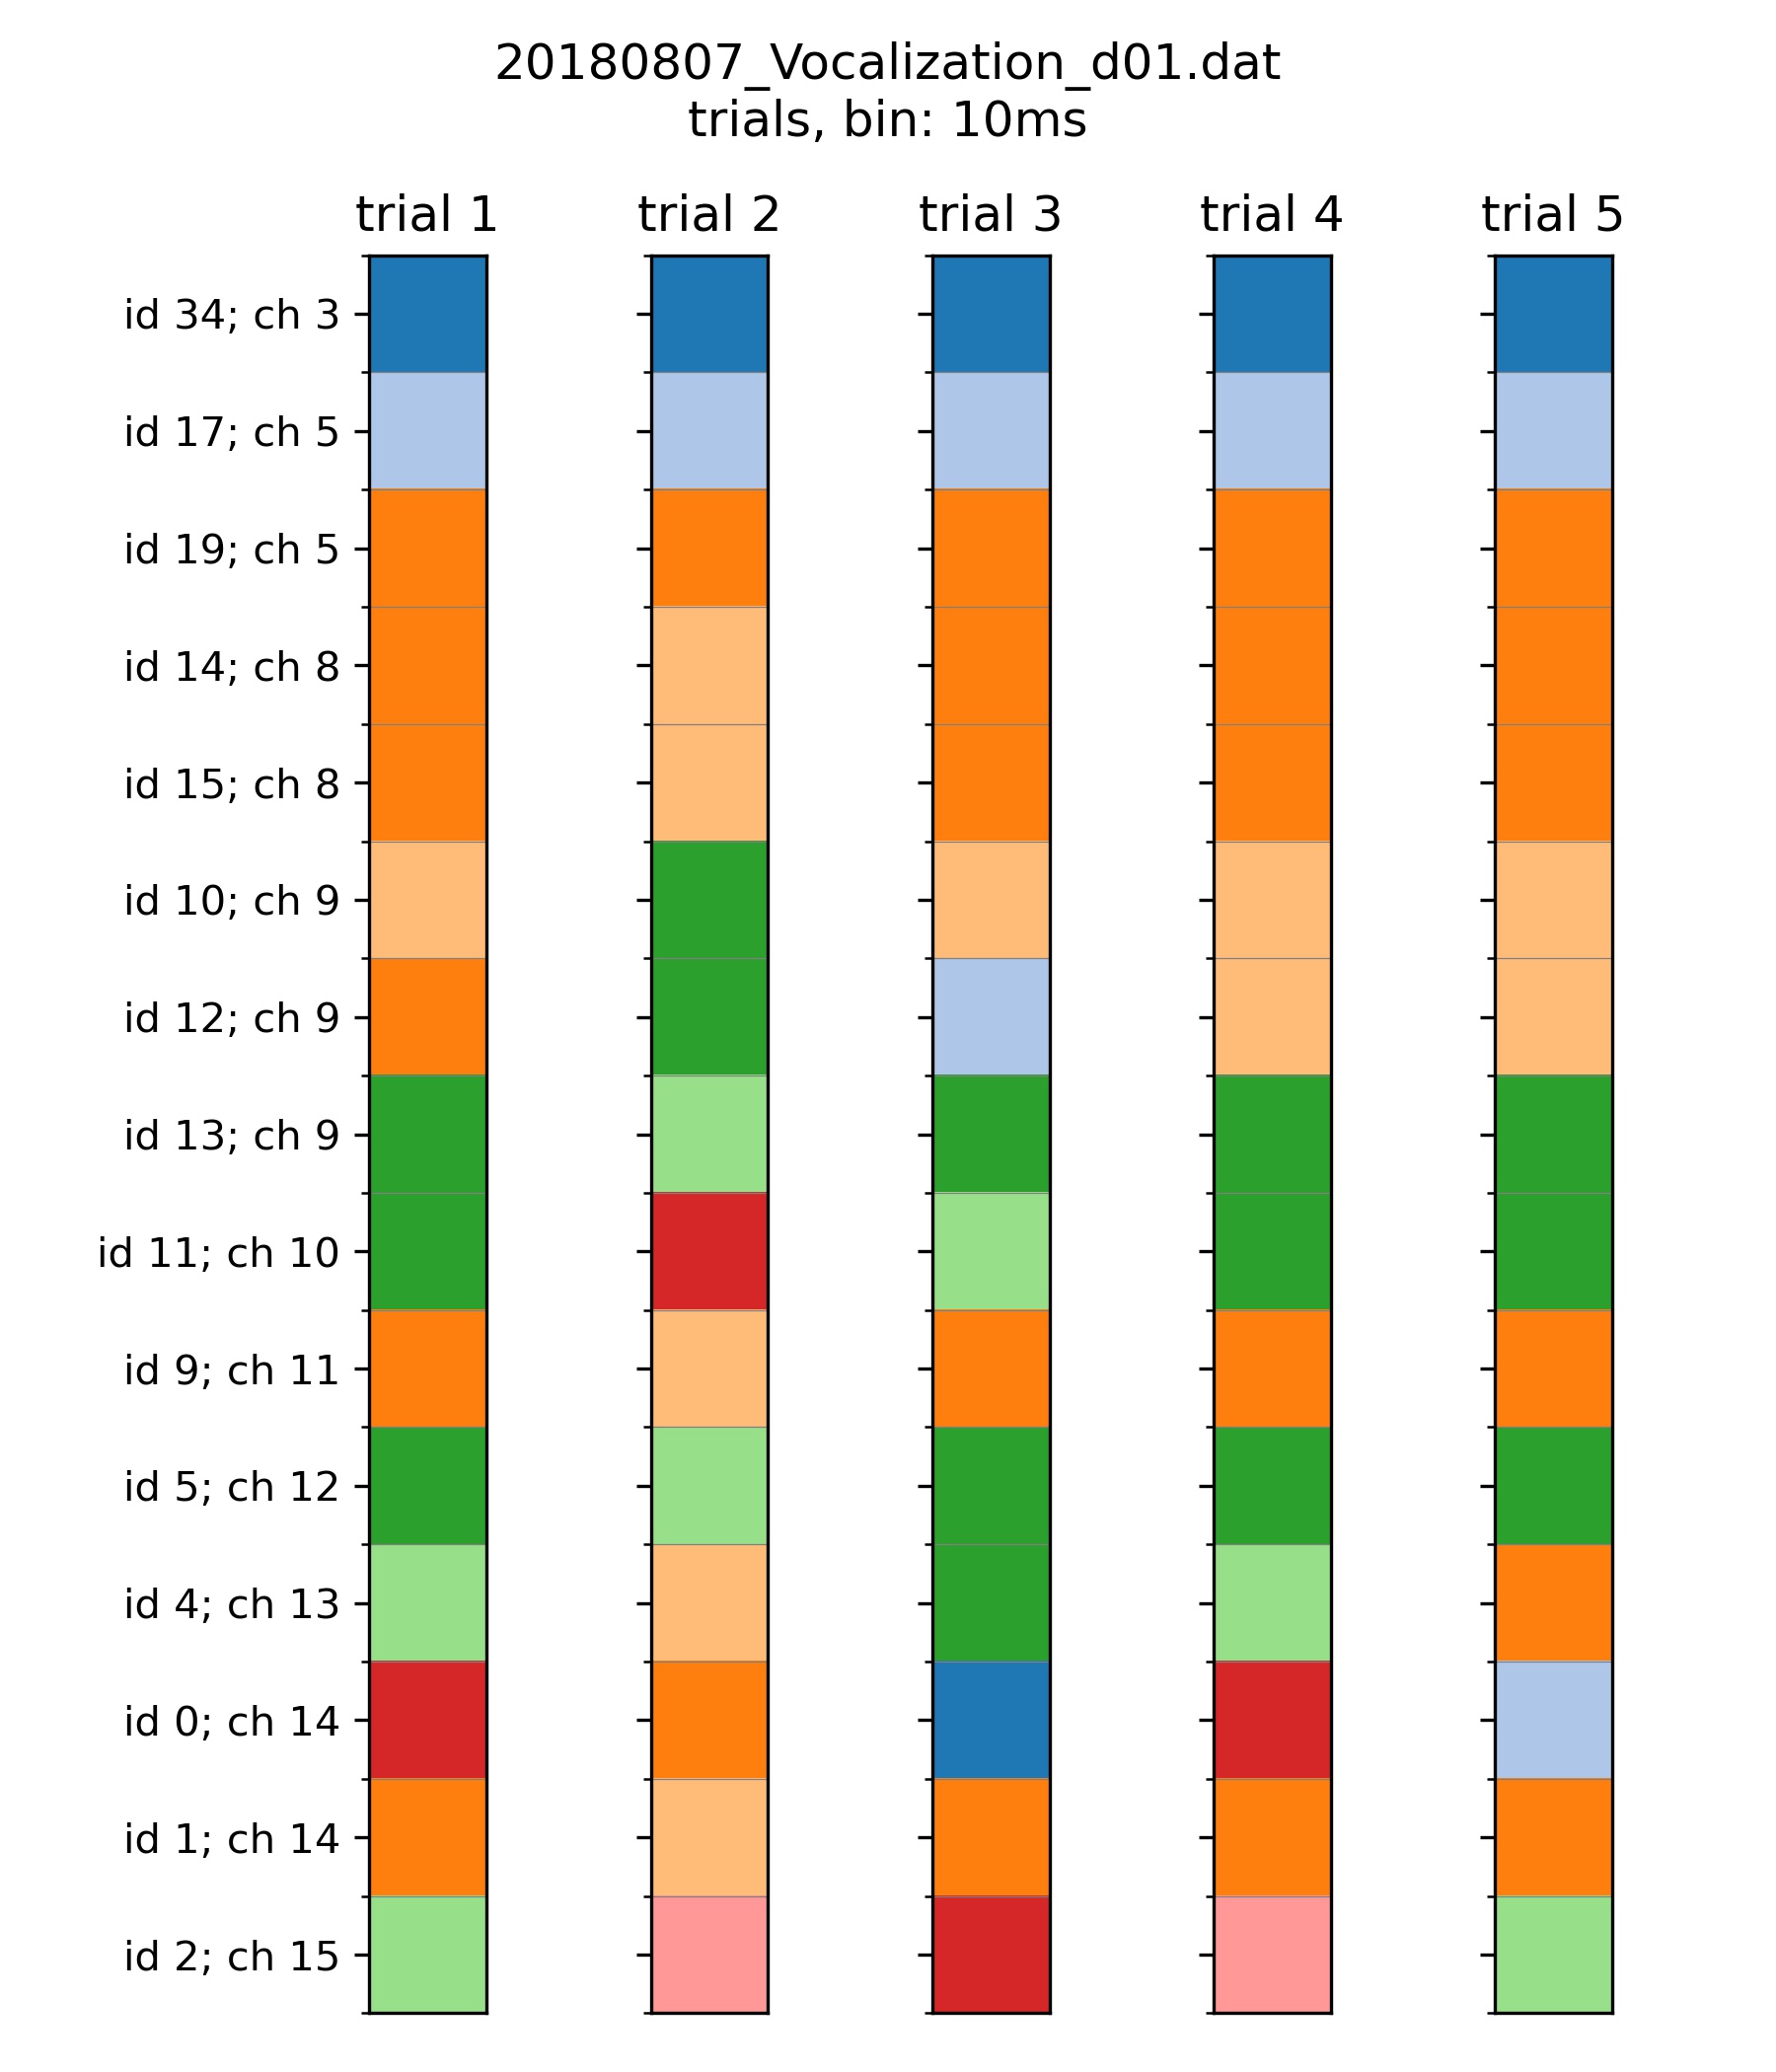 20180807_Vocalization_d01.dat
trials, bin: 10ms
trial 1 trial 2 trial 3 trial 4 trial 5
id 34; ch 3
id 17; ch 5
id 19; ch 5
id 14; ch 8
id 15; ch 8
id 10; ch 9
id 12; ch 9
id 13; ch 9
id 11; ch 10
id 9; ch 11
id 5; ch 12
id 4; ch 13
id 0; ch 14
id 1; ch 14
id 2; ch 15